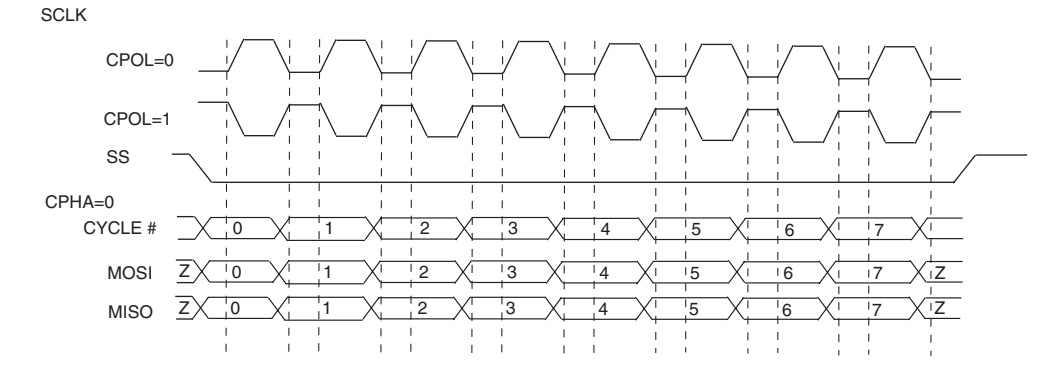 SCLK
CPOL=0
CPOL=1
SS
CPHA=0
CYCLE # 0 1 2 3 4 5 6 7
MOSI Z 0 1 2 3 4 5 6 7 Z
MISO Z 0 1 2 3 4 5 6 7 Z